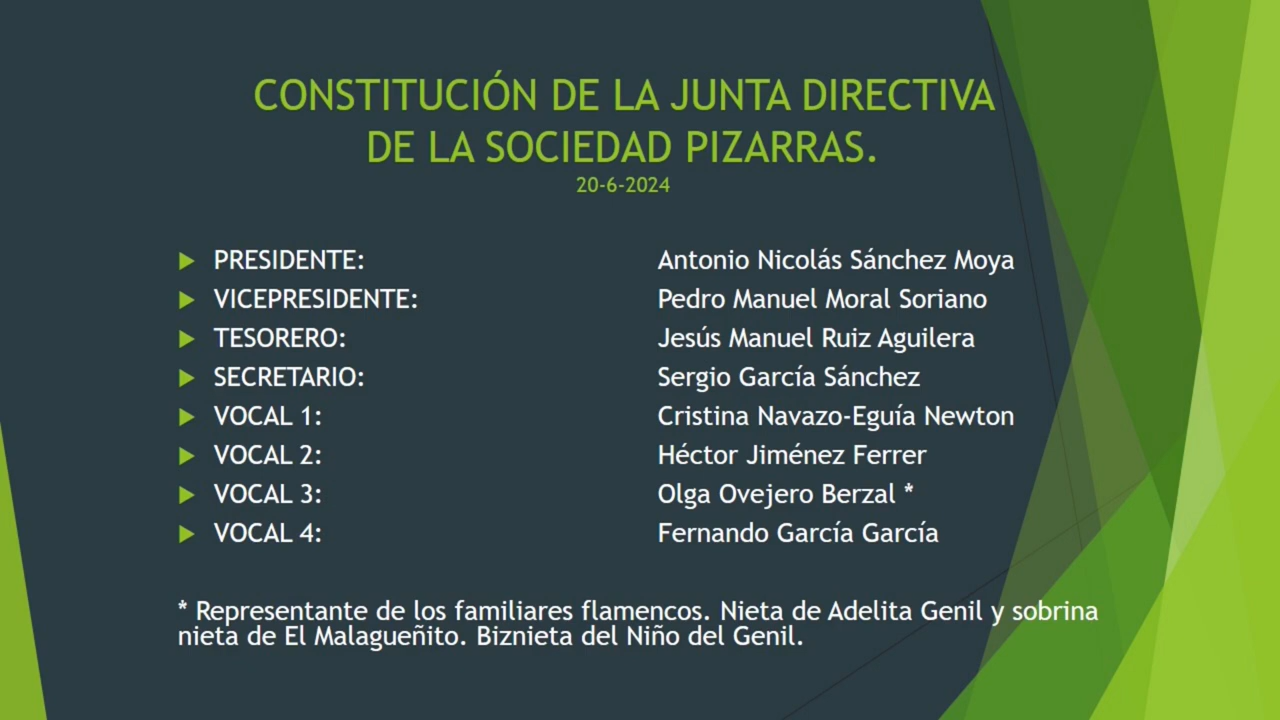 CONSTITUCIÓN DE LA JUNTA DIRECTIVA
DE LA SOCIEDAD PIZARRAS.
20-6-2024
PRESIDENTE: Antonio Nicolás Sánchez Moya
VICEPRESIDENTE: Pedro Manuel Moral Soriano
TESORERO: Jesús Manuel Ruiz Aguilera
SECRETARIO: Sergio García Sánchez
VOCAL 1: Cristina Navazo-Eguía Newton
VOCAL 2: Héctor Jiménez Ferrer
VOCAL 3: Olga Ovejero Berzal *
VOCAL 4: Fernando García García
* Representante de los familiares flamencos. Nieta de Adelita Genil y sobrina
nieta de El Malagueñito. Biznieta del Niño del Genil.